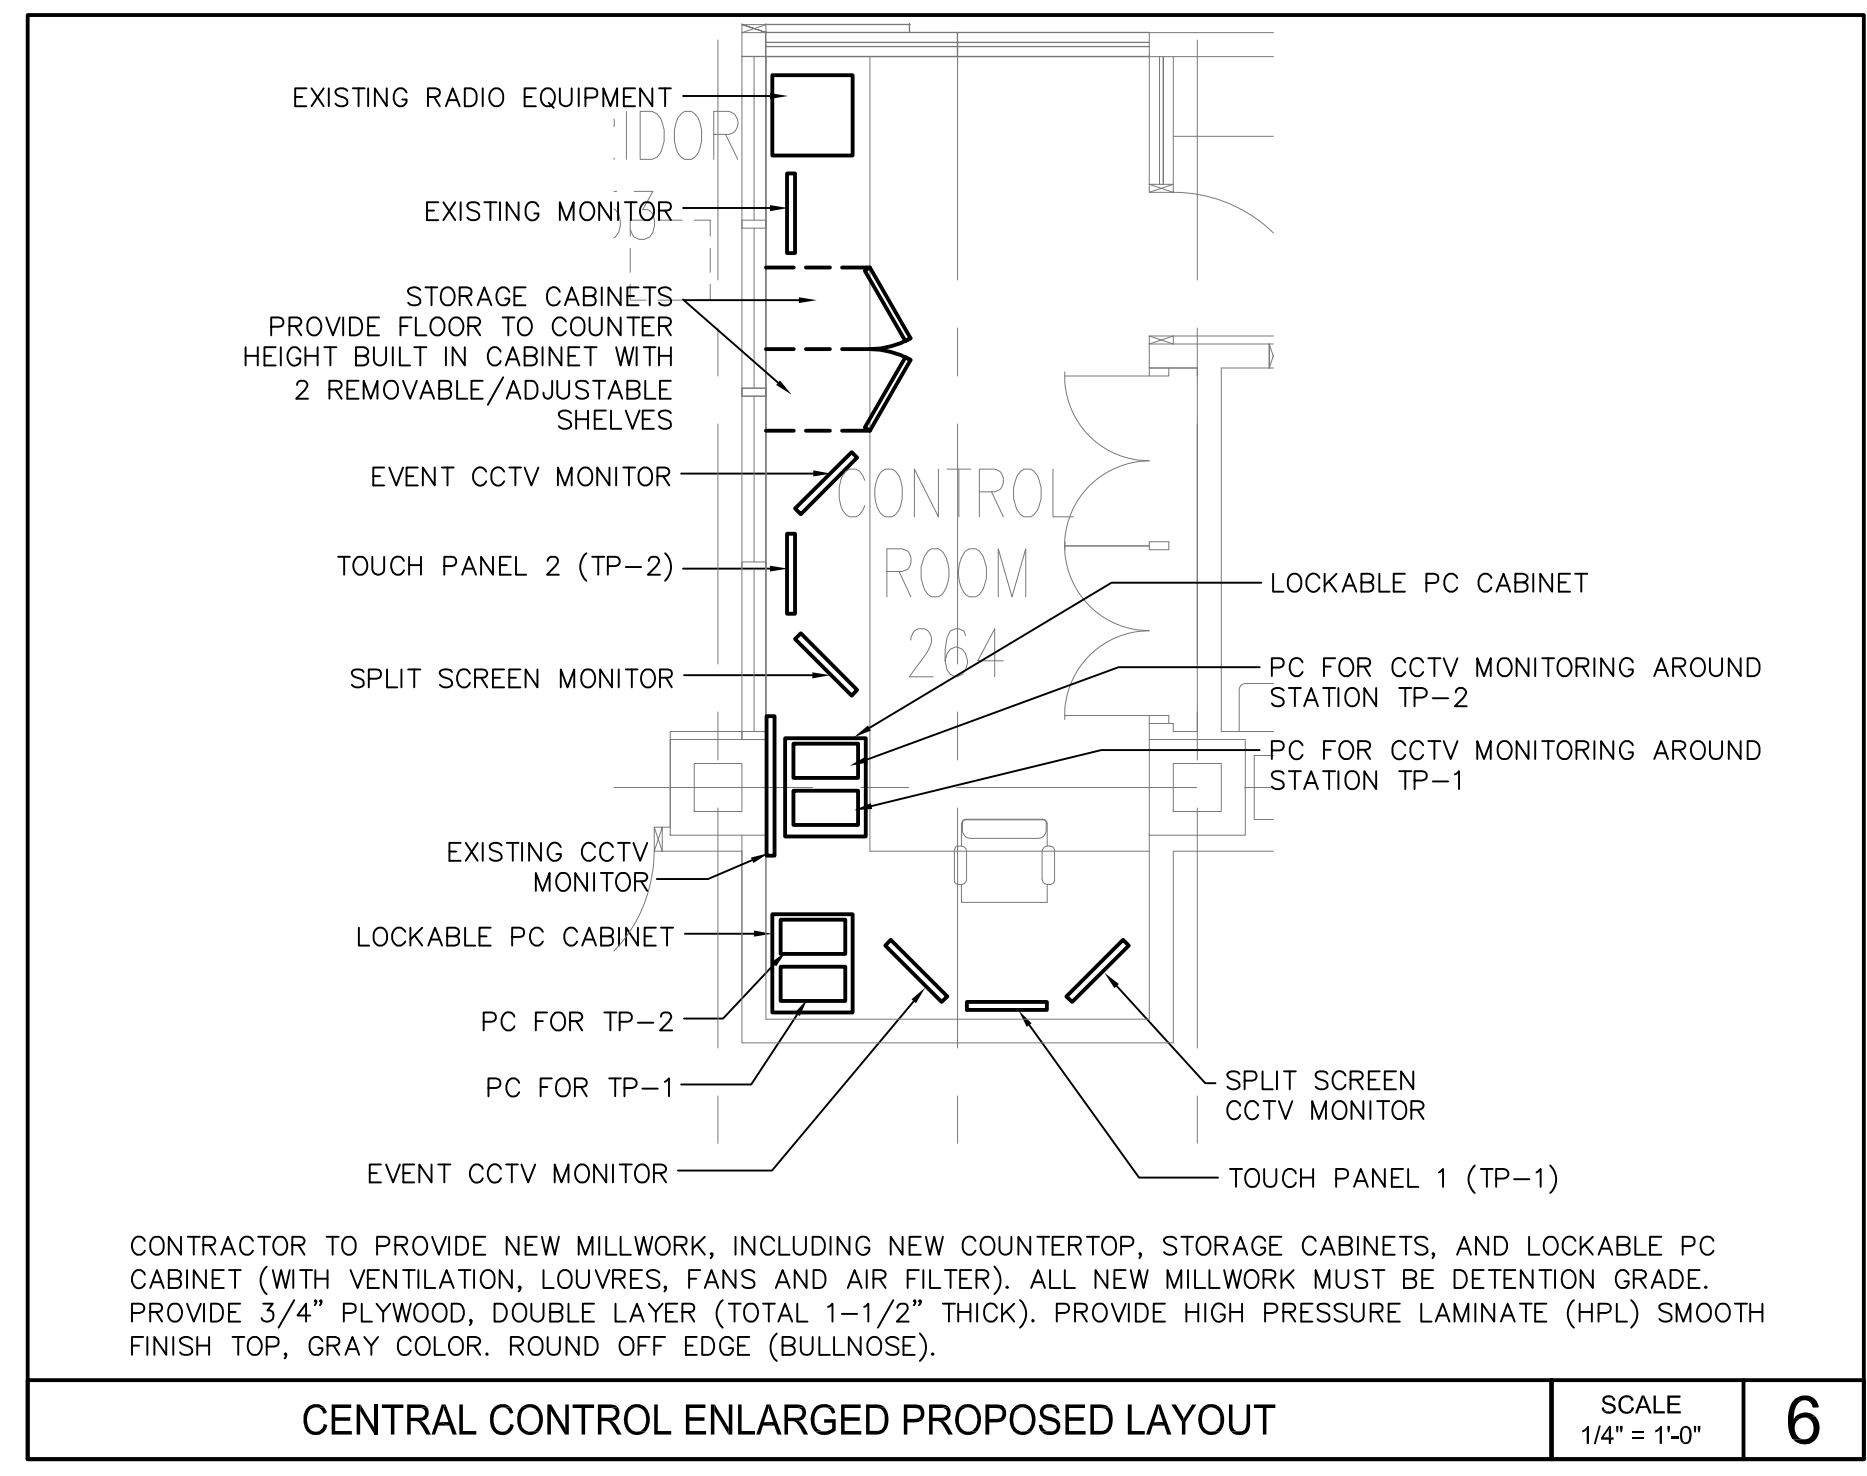 EXISTING RADIO EQUIPMENT
IDOR
EXISTING MONITOR
STORAGE CABINETS
PROVIDE FLOOR TO COUNTER
HEIGHT BUILT IN CABINET WITH
2 REMOVABLE/ADJUSTABLE
SHELVES
EVENT CCTV MONITOR
CONTROL
ROOM
264
TOUCH PANEL 2 (TP-2)
LOCKABLE PC CABINET
SPLIT SCREEN MONITOR
PC FOR CCTV MONITORING AROUND
STATION TP-2
PC FOR CCTV MONITORING AROUND
STATION TP-1
EXISTING CCTV
MONITOR
LOCKABLE PC CABINET
PC FOR TP-2
PC FOR TP-1
SPLIT SCREEN
CCTV MONITOR
EVENT CCTV MONITOR
TOUCH PANEL 1 (TP-1)
CONTRACTOR TO PROVIDE NEW MILLWORK, INCLUDING NEW COUNTERTOP, STORAGE CABINETS, AND LOCKABLE PC
CABINET (WITH VENTILATION, LOUVRES, FANS AND AIR FILTER). ALL NEW MILLWORK MUST BE DETENTION GRADE.
PROVIDE 3/4" PLYWOOD, DOUBLE LAYER (TOTAL 1-1/2" THICK). PROVIDE HIGH PRESSURE LAMINATE (HPL) SMOOTH
FINISH TOP, GRAY COLOR. ROUND OFF EDGE (BULLNOSE).
CENTRAL CONTROL ENLARGED PROPOSED LAYOUT
SCALE
1/4" = 1'-0"
6